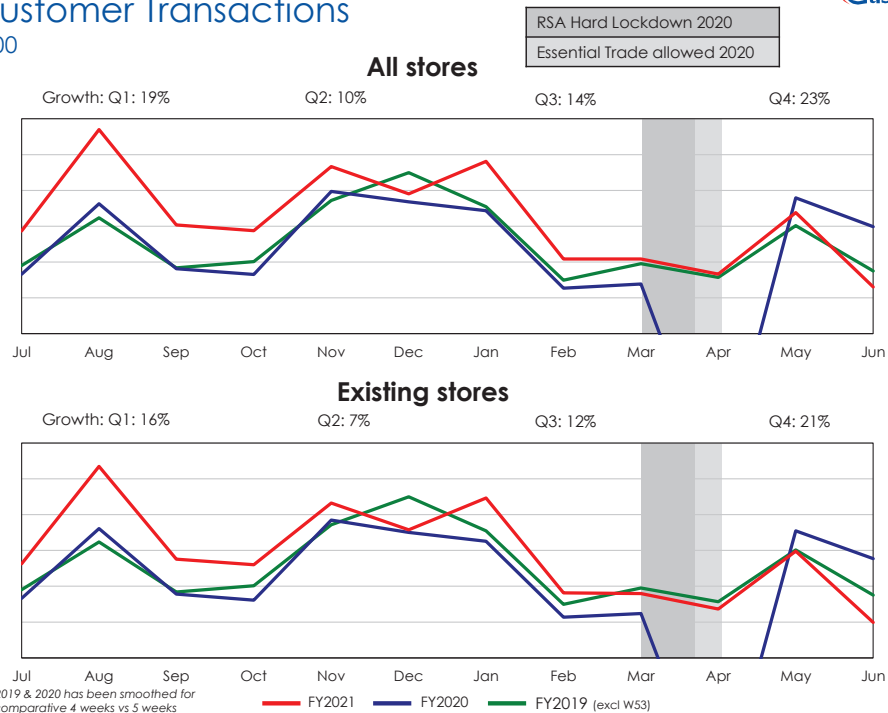 ustomer Transactions
00
RSA Hard Lockdown 2020
Essential Trade allowed 2020
All stores
Growth: Q1: 19% Q2: 10% Q3: 14% Q4: 23%
Jul Aug Sep Oct Nov Dec Jan Feb Mar Apr May Jun
Existing stores
Growth: Q1: 16% Q2: 7% Q3: 12% Q4: 21%
Jul Aug Sep Oct Nov Dec Jan Feb Mar Apr May Jun
2019 & 2020 has been smoothed for
comparative 4 weeks vs 5 weeks
FY2021 FY2020 FY2019 (excl W53)